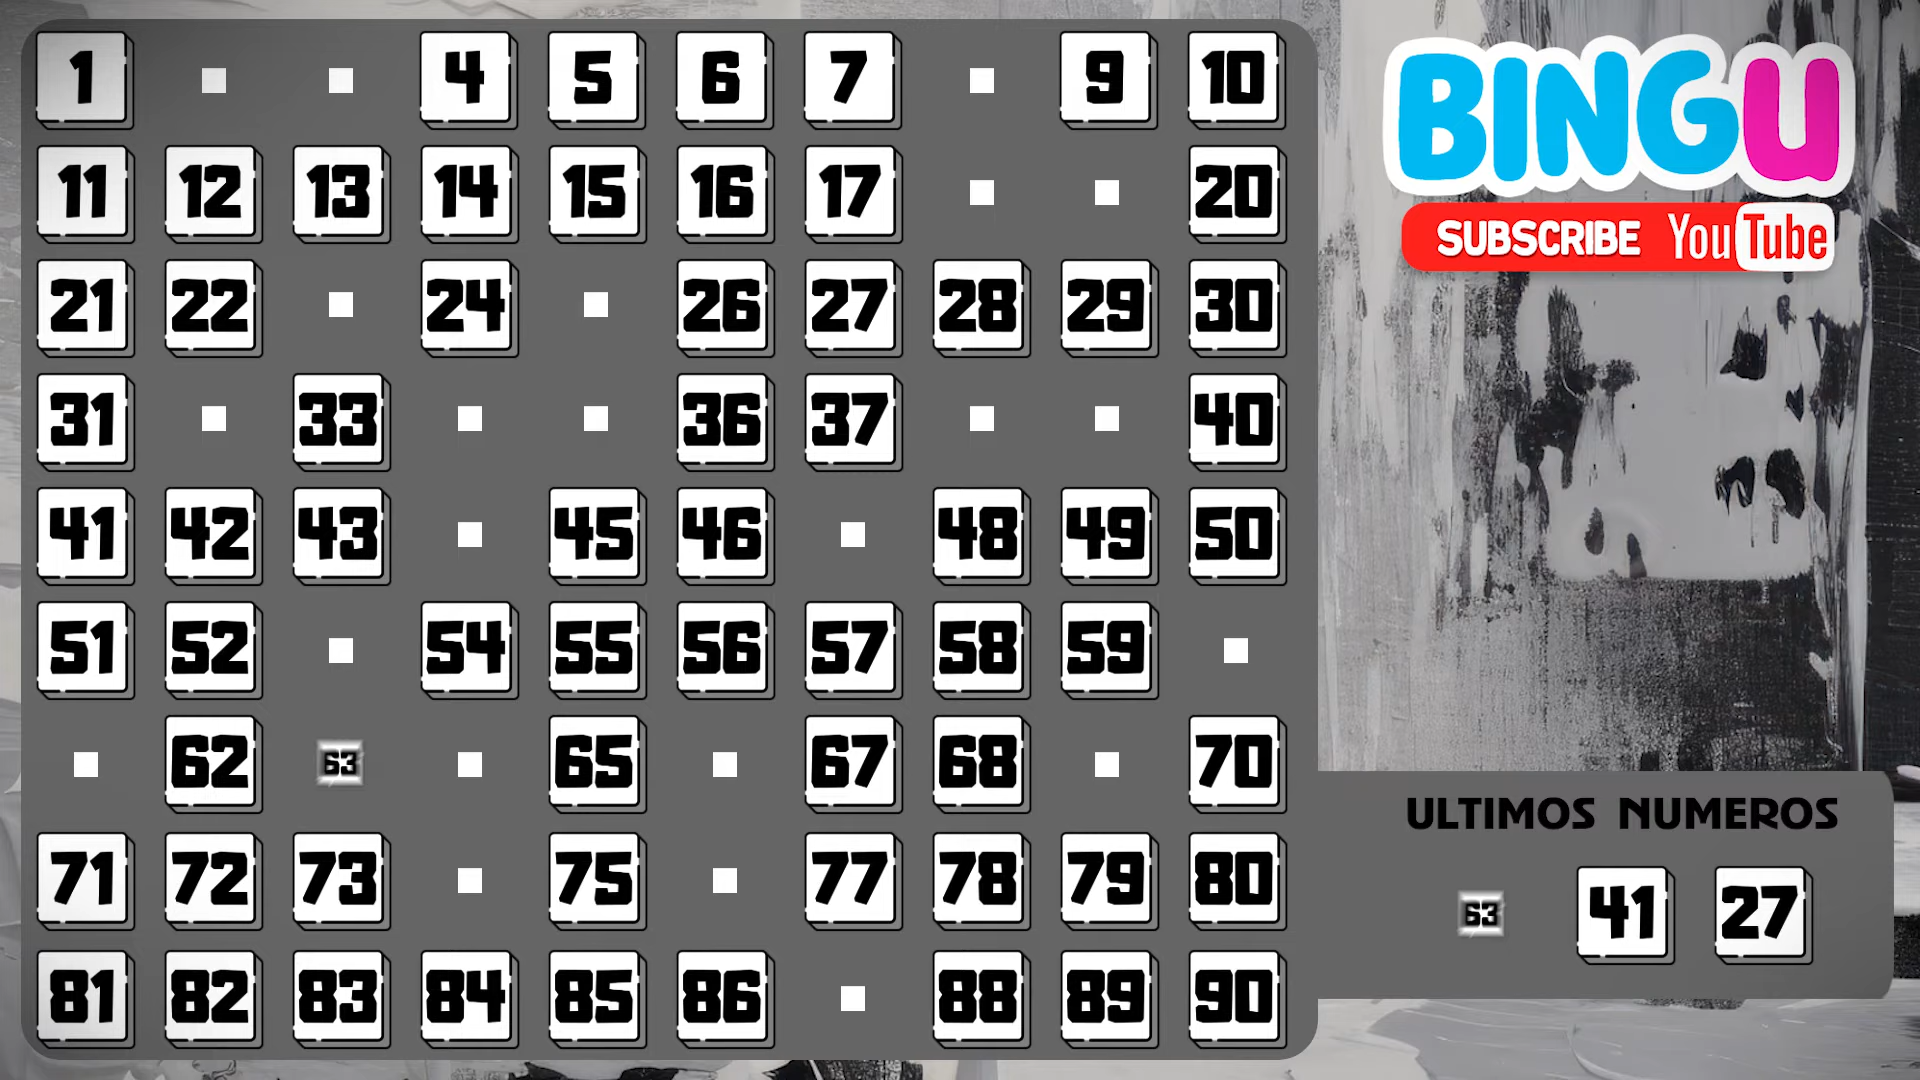 1 4 5 6 7 9 10
11 12 13 14 15 16 17 20
21 22 24 26 27 28 29 30
31 33 36 37 40
41 42 43 45 46 48 49 50
51 52 54 55 56 57 58 59
62 63 65 67 68 70
71 72 73 75 77 78 79 80
81 82 83 84 85 86 88 89 90
BINGU
SUBSCRIBE YouTube
ULTIMOS NUMEROS
63 41 27